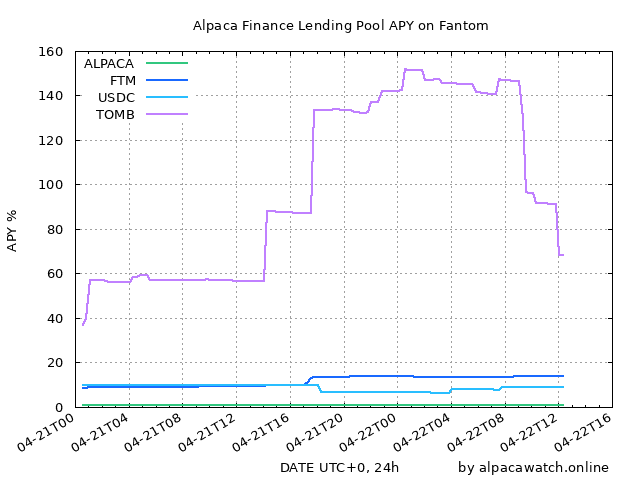 Alpaca Finance Lending Pool APY on Fantom
160
140
120
100
80
60
40
20
0
APY %
ALPACA
FTM
USDC
TOMB
04-21T00
04-21T04
04-21T08
04-21T12
04-21T16
04-21T20
04-22T00
04-22T04
04-22T08
04-22T12
04-22T16
DATE UTC+0, 24h
by alpacawatch.online